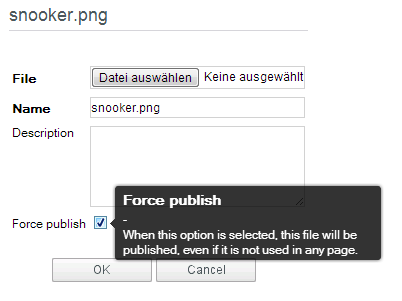 snooker.png
File Datei auswählen Keine ausgewählt
Name snooker.png
Description
Force publish
Force publish
-
When this option is selected, this file will be
published, even if it is not used in any page.
OK Cancel